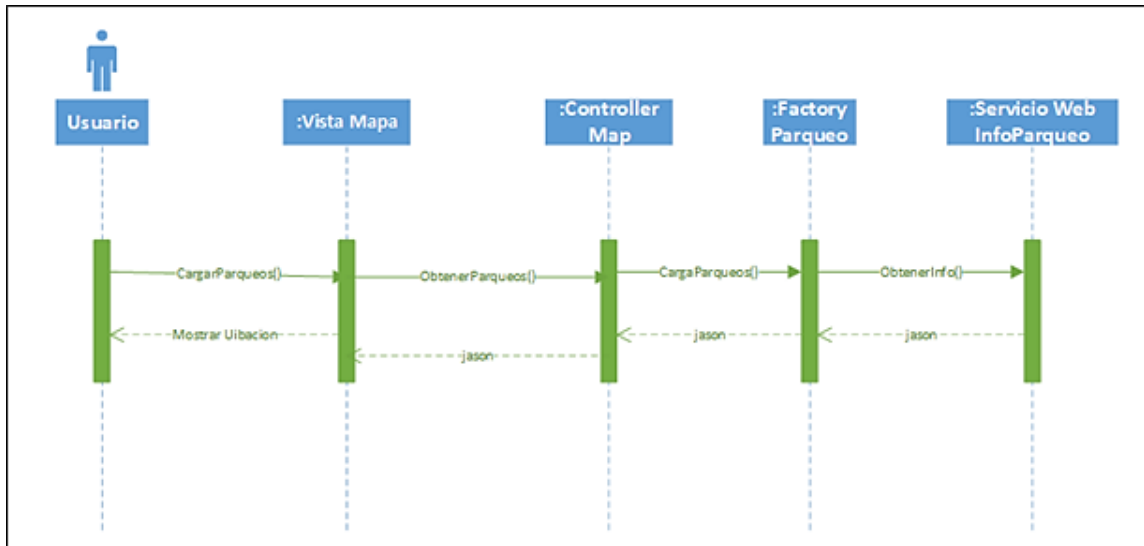 Usuario
:Vista Mapa
:Controller
Map
:Factory
Parqueo
:Servicio Web
InfoParqueo
CargarParqueos()
ObtenerParqueos()
CargaParqueos()
ObtenerInfo()
Mostrar Uibacion
jason
jason
jason